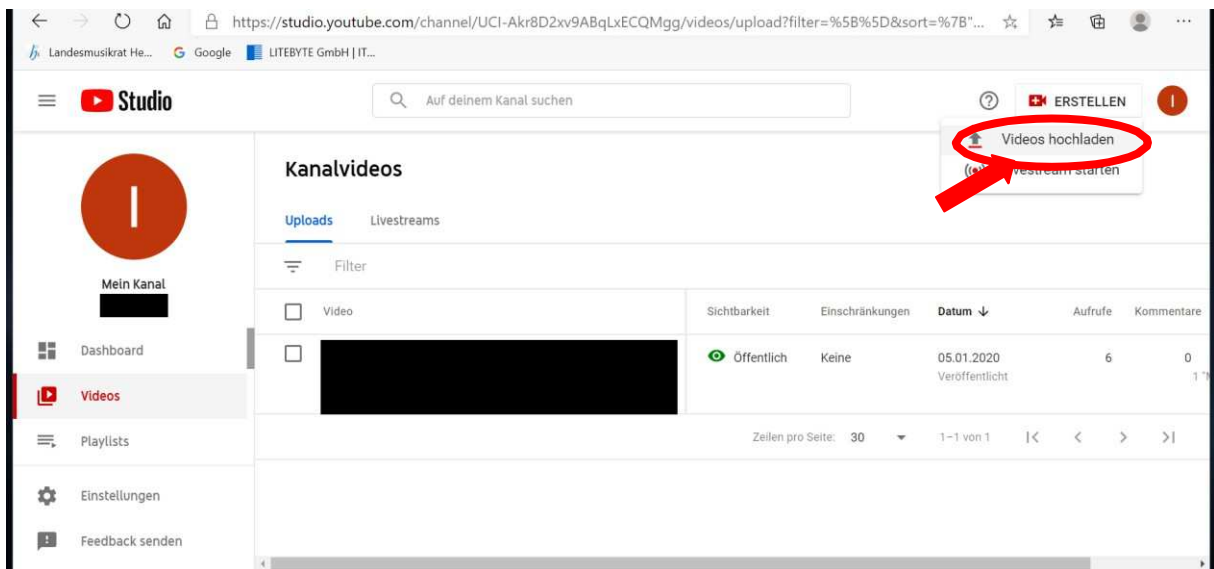 https://studio.youtube.com/channel/UCI-Akr8D2xv9ABqLxECQMgg/videos/upload?filter=%5B%5D&sort=%7B"...
Landesmusikrat He... Google LITEBYTE GmbH | IT...
Studio Auf deinem Kanal suchen ERSTELLEN I
Videos hochladen
Kanalvideos
starten
I
Uploads Livestreams
Filter
Mein Kanal
Video Sichtbarkeit Einschränkungen Datum Aufrufe Kommentare
Dashboard
Öffentlich Keine 05.01.2020 6 0
Veröffentlicht
Videos
Playlists
Zeilen pro Seite: 30 1–1 von 1
Einstellungen
Feedback senden